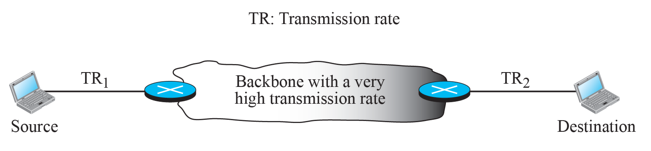 TR: Transmission rate
TR1
Backbone with a very
high transmission rate
TR2
Source
Destination